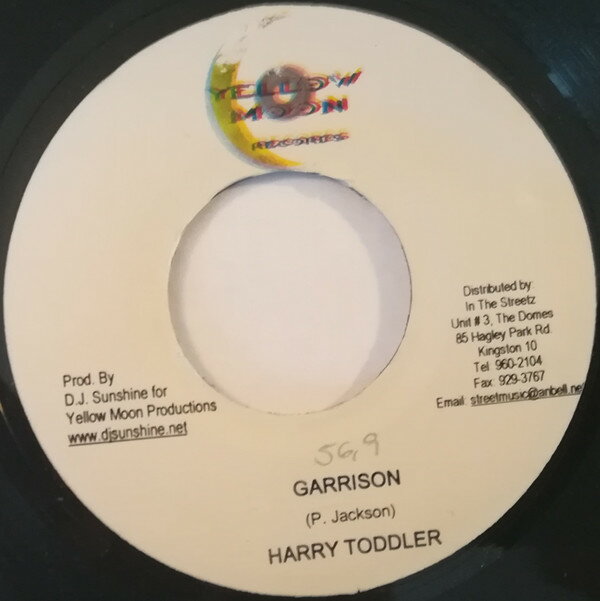 YELLOW
MOON
RECORDS
Distributed by:
In The Streetz
Unit # 3, The Domes
85 Hagley Park Rd.
Kingston 10
Tel 960-2104
Fax 929-3767
Email: streetmusic@anbell.net
Prod. By
D.J. Sunshine for
Yellow Moon Productions
www.djsunshine.net
56,9
GARRISON
(P. Jackson)
HARRY TODDLER